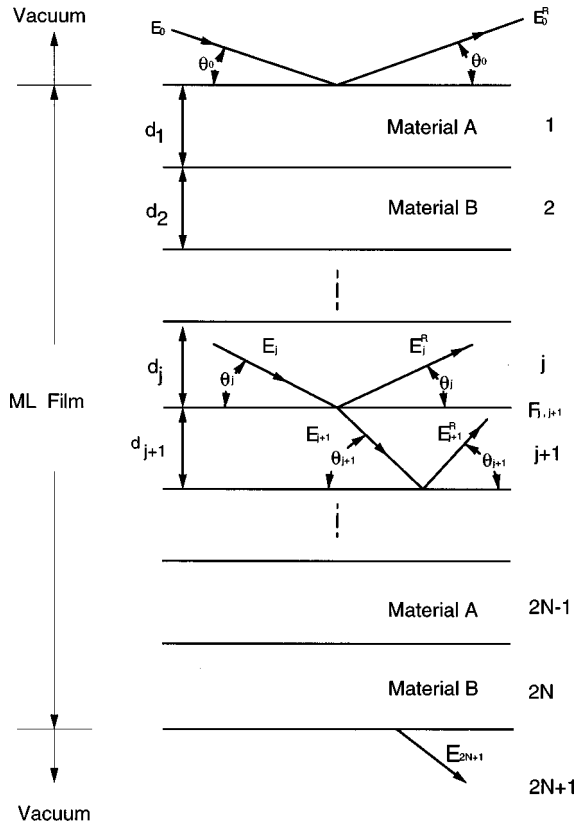 Vacuum
E₀
E₀ᴿ
θ₀
θ₀
d₁
Material A
1
d₂
Material B
2
ML Film
dⱼ
Eⱼ
Eⱼᴿ
θⱼ
θⱼ
j
Fⱼ,ⱼ₊₁
dⱼ₊₁
Eⱼ₊₁
Eⱼ₊₁ᴿ
θⱼ₊₁
θⱼ₊₁
j+1
Material A
2N-1
Material B
2N
E₂N₊₁
2N+1
Vacuum